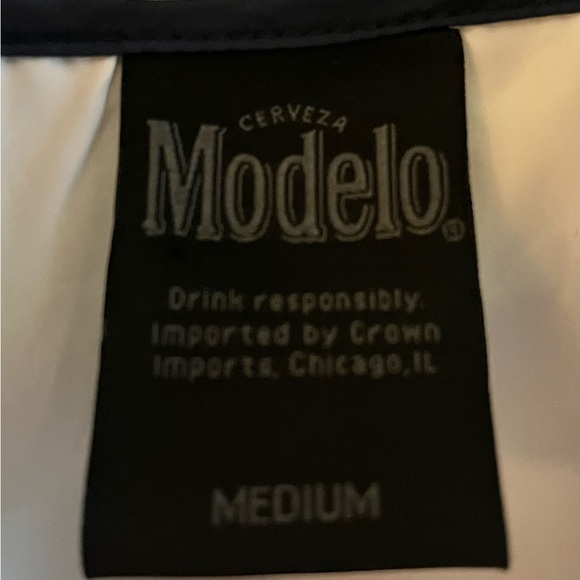 CERVEZA
Modelo®
Drink responsibly.
Imported by Crown
Imports, Chicago, IL
MEDIUM